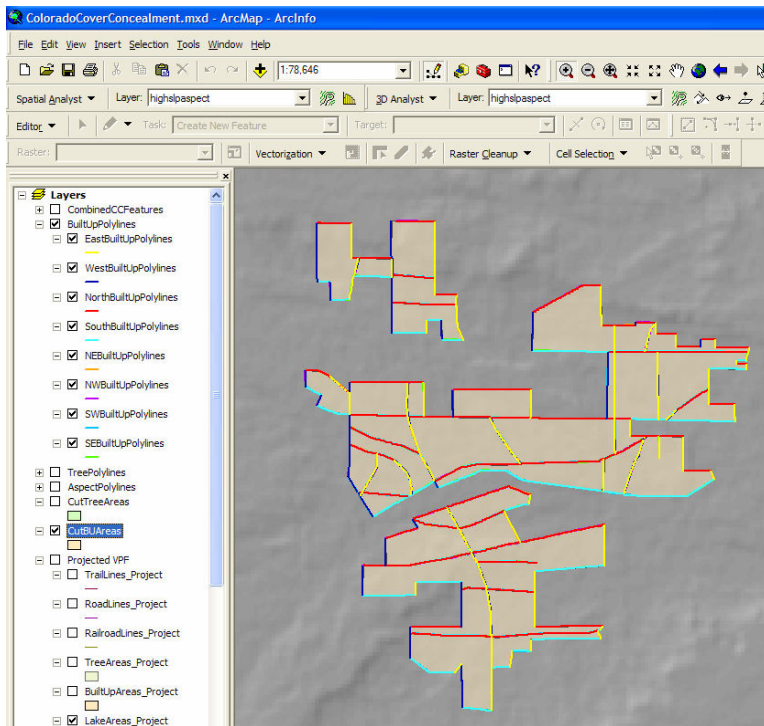 ColoradoCoverConcealment.mxd - ArcMap - ArcInfo
File Edit View Insert Selection Tools Window Help
1:78,646
Spatial Analyst Layer: highslpaspect 3D Analyst Layer: highslpaspect
Editor Task: Create New Feature Target:
Raster: Vectorization Raster Cleanup Cell Selection
Layers
CombinedCCFeatures
BuiltUpPolylines
EastBuiltUpPolylines
WestBuiltUpPolylines
NorthBuiltUpPolylines
SouthBuiltUpPolylines
NEBuiltUpPolylines
NWBuiltUpPolylines
SWBuiltUpPolylines
SEBuiltUpPolylines
TreePolylines
AspectPolylines
CutTreeAreas
CutBUAreas
Projected VPF
TrailLines_Project
RoadLines_Project
RailroadLines_Project
TreeAreas_Project
BuiltUpAreas_Project
LakeAreas_Project